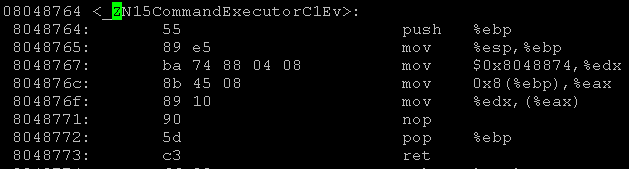 08048764 <_ZN15CommandExecutorC1Ev>:
8048764: 55 push %ebp
8048765: 89 e5 mov %esp,%ebp
8048767: ba 74 88 04 08 mov $0x8048874,%edx
804876c: 8b 45 08 mov 0x8(%ebp),%eax
804876f: 89 10 mov %edx,(%eax)
8048771: 90 nop
8048772: 5d pop %ebp
8048773: c3 ret